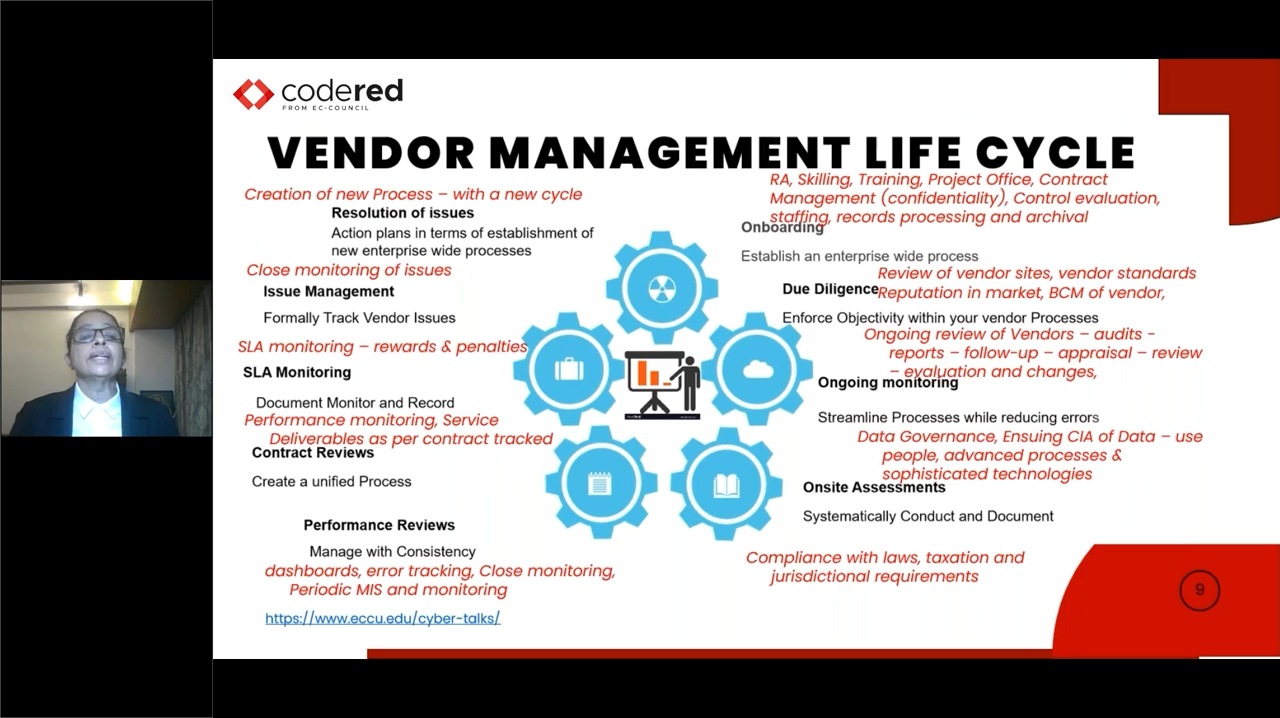 codered
FROM EC-COUNCIL
VENDOR MANAGEMENT LIFE CYCLE
Creation of new Process – with a new cycle
Resolution of issues
Action plans in terms of establishment of
new enterprise wide processes
Close monitoring of issues
Issue Management
Formally Track Vendor Issues
SLA monitoring – rewards & penalties
SLA Monitoring
Document Monitor and Record
Performance monitoring, Service
Deliverables as per contract tracked
Contract Reviews
Create a unified Process
Performance Reviews
Manage with Consistency
dashboards, error tracking, Close monitoring,
Periodic MIS and monitoring
https://www.eccu.edu/cyber-talks/
RA, Skilling, Training, Project Office, Contract
Management (confidentiality), Control evaluation,
staffing, records processing and archival
Onboarding
Establish an enterprise wide process
Review of vendor sites, vendor standards
Due Diligence
Reputation in market, BCM of vendor,
Enforce Objectivity within your vendor Processes
Ongoing review of Vendors – audits -
reports – follow-up – appraisal – review
– evaluation and changes,
Ongoing monitoring
Streamline Processes while reducing errors
Data Governance, Ensuing CIA of Data – use
people, advanced processes &
sophisticated technologies
Onsite Assessments
Systematically Conduct and Document
Compliance with laws, taxation and
jurisdictional requirements
9